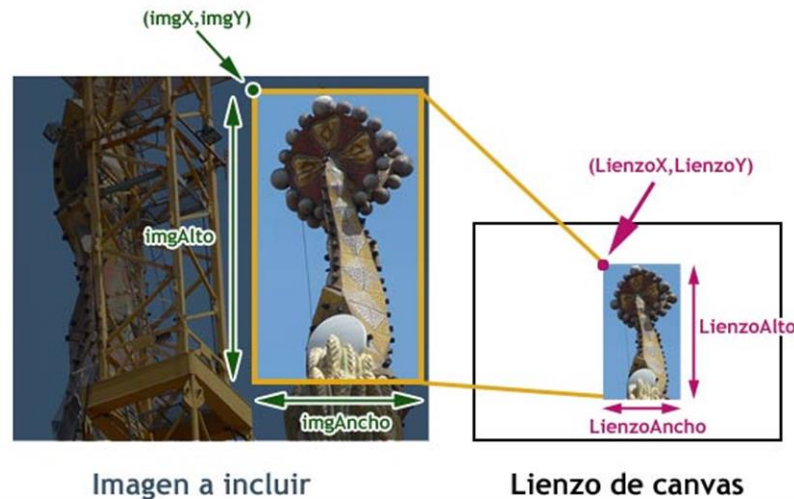 (imgX,imgY)
(LienzoX,LienzoY)
imgAlto
LienzoAlto
imgAncho
LienzoAncho
Imagen a incluir
Lienzo de canvas